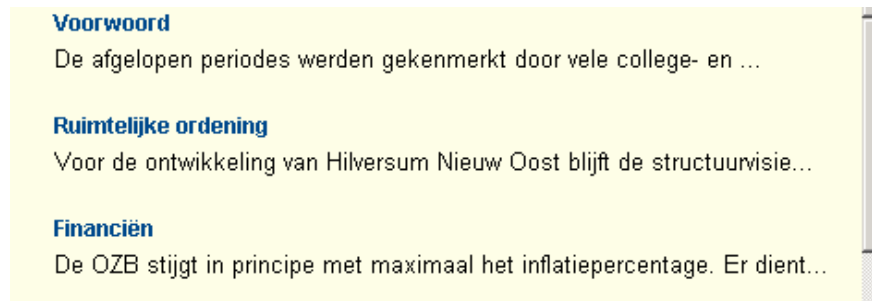 Voorwoord
De afgelopen periodes werden gekenmerkt door vele college- en ...
Ruimtelijke ordening
Voor de ontwikkeling van Hilversum Nieuw Oost blijft de structuurvisie...
Financiën
De OZB stijgt in principe met maximaal het inflatiepercentage. Er dient...